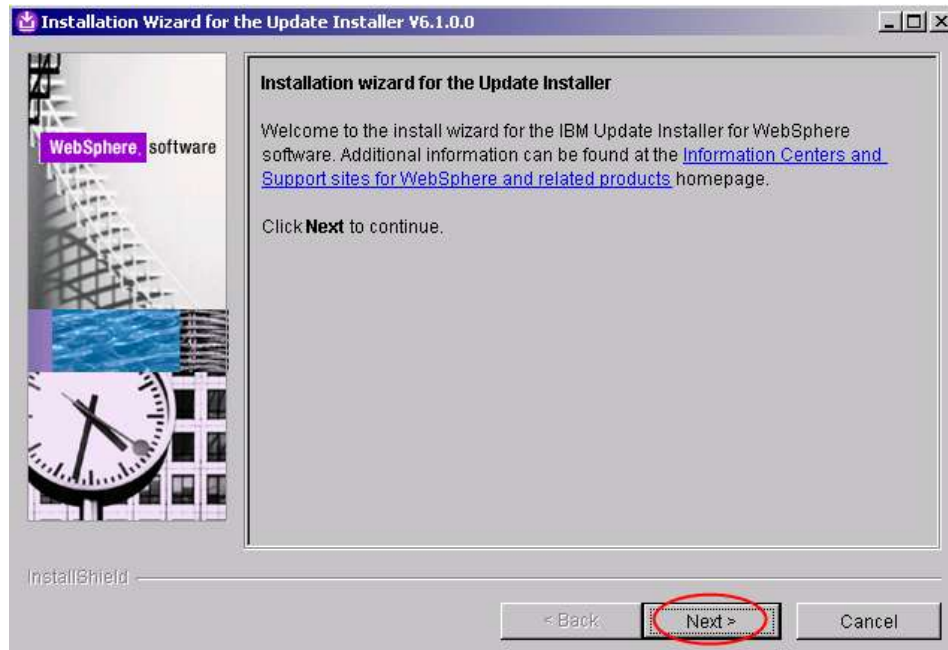 Installation Wizard for the Update Installer V6.1.0.0
WebSphere software
Installation wizard for the Update Installer
Welcome to the install wizard for the IBM Update Installer for WebSphere
software. Additional information can be found at the Information Centers and
Support sites for WebSphere and related products homepage.
Click Next to continue.
InstallShield
< Back
Next >
Cancel